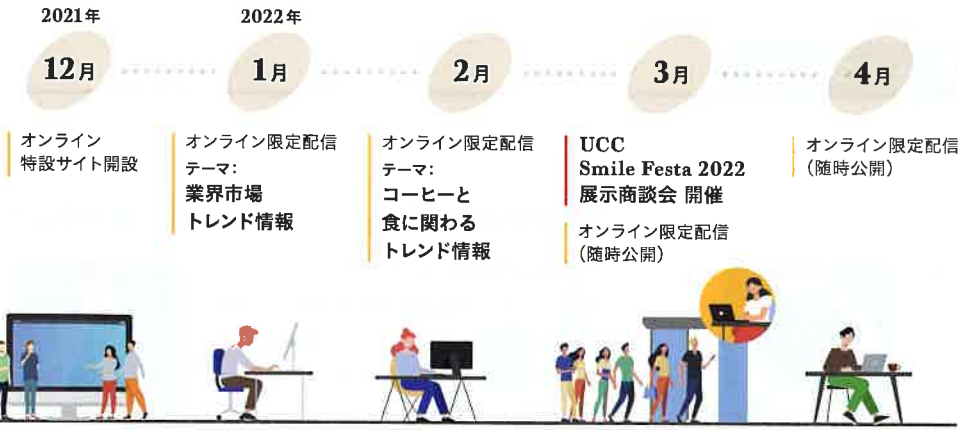 2021年
2022年
12月
1月
2月
3月
4月
オンライン
特設サイト開設
オンライン限定配信
テーマ：
業界市場
トレンド情報
オンライン限定配信
テーマ：
コーヒーと
食に関わる
トレンド情報
UCC
Smile Festa 2022
展示商談会 開催
オンライン限定配信
（随時公開）
オンライン限定配信
（随時公開）